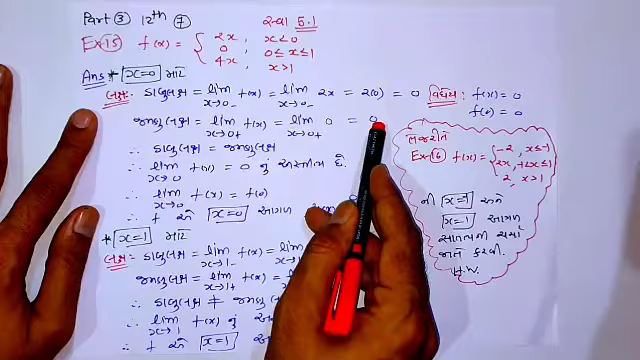 Part ③ 12th ⑦
સ્વા 5.1
Ex-15 f(x) = { 2x, x<0
0, 0≤x≤1
4x, x>1
Ans * x=0 માટે
લક્ષ: ડાબુલક્ષ = lim x→0- f(x) = lim x→0- 2x = 2(0) = 0
વિધેય: f(x) = 0
f(0) = 0
જમણુલક્ષ = lim x→0+ f(x) = lim x→0+ 0 = 0
∴ ડાબુલક્ષ = જમણુલક્ષ
∴ lim x→0 f(x) = 0 નું અસ્તિત્વ છે.
∴ lim x→0 f(x) = f(0)
∴ f એ x=0 આગળ
* x=1 માટે
લક્ષ: ડાબુલક્ષ = lim x→1- f(x) = lim
જમણુલક્ષ = lim x→1+ f(x) =
∴ ડાબુલક્ષ ≠
∴ lim x→1 f(x) નું
∴ f એ x=1
Ex-16 f(x) = { -2, x≤-1
2x, -1<x≤1
2, x>1
ની x=-1 અને
x=1 આગળ
સાતત્યની ચર્ચા
જાતે કરવી.
H.W.